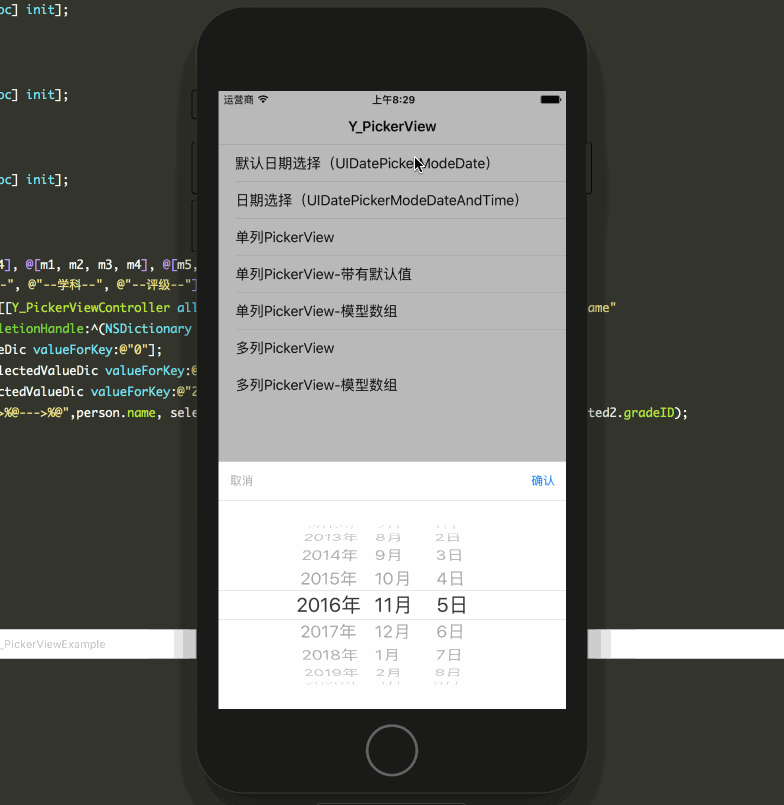 oc] init];
oc] init];
oc] init];
4], @[m1, m2, m3, m4], @[m5,
--", @"--学科--", @"--评级--"]
[[Y_PickerViewController all
ame"
letionHandle:^(NSDictionary
eDic valueForKey:@"0"];
lectedValueDic valueForKey:@
ctedValueDic valueForKey:@"2
>%@--->%@",person.name, sele
ted2.gradeID);
_PickerViewExample
运营商 上午8:29
Y_PickerView
默认日期选择（UIDatePickerModeDate）
日期选择（UIDatePickerModeDateAndTime）
单列PickerView
单列PickerView-带有默认值
单列PickerView-模型数组
多列PickerView
多列PickerView-模型数组
取消 确认
2013年 8月 2日
2014年 9月 3日
2015年 10月 4日
2016年 11月 5日
2017年 12月 6日
2018年 1月 7日
2019年 2月 8日